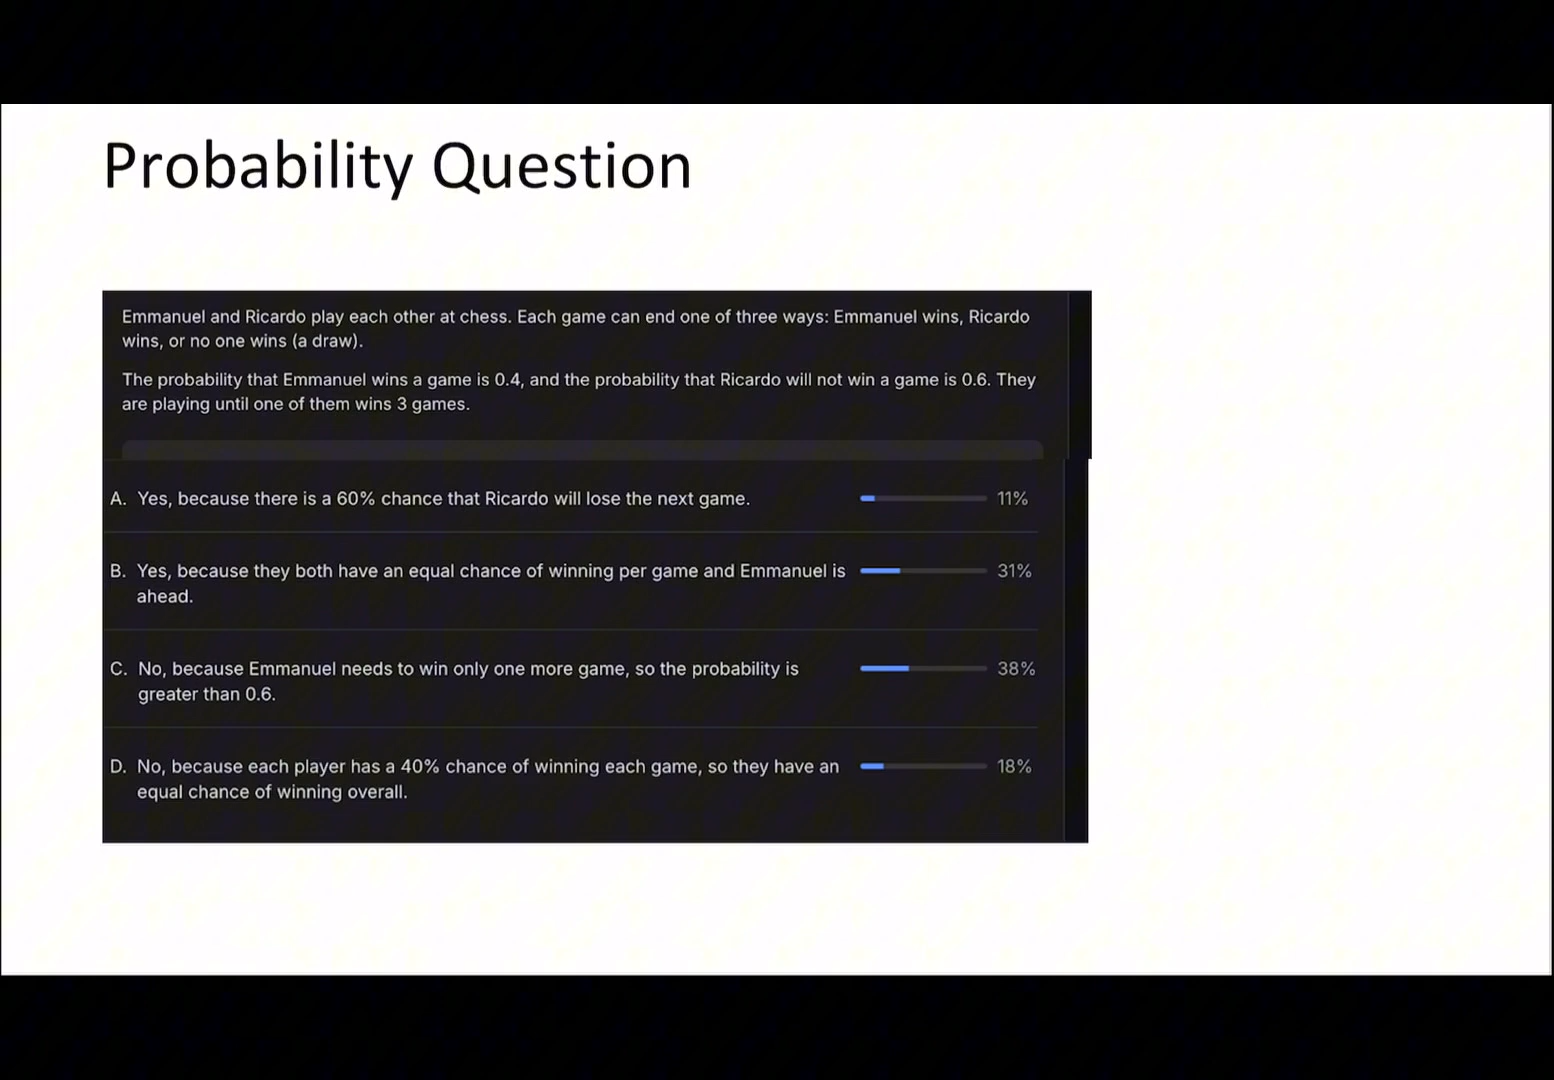 Probability Question
Emmanuel and Ricardo play each other at chess. Each game can end one of three ways: Emmanuel wins, Ricardo
wins, or no one wins (a draw).
The probability that Emmanuel wins a game is 0.4, and the probability that Ricardo will not win a game is 0.6. They
are playing until one of them wins 3 games.
A. Yes, because there is a 60% chance that Ricardo will lose the next game. 11%
B. Yes, because they both have an equal chance of winning per game and Emmanuel is 31%
ahead.
C. No, because Emmanuel needs to win only one more game, so the probability is 38%
greater than 0.6.
D. No, because each player has a 40% chance of winning each game, so they have an 18%
equal chance of winning overall.